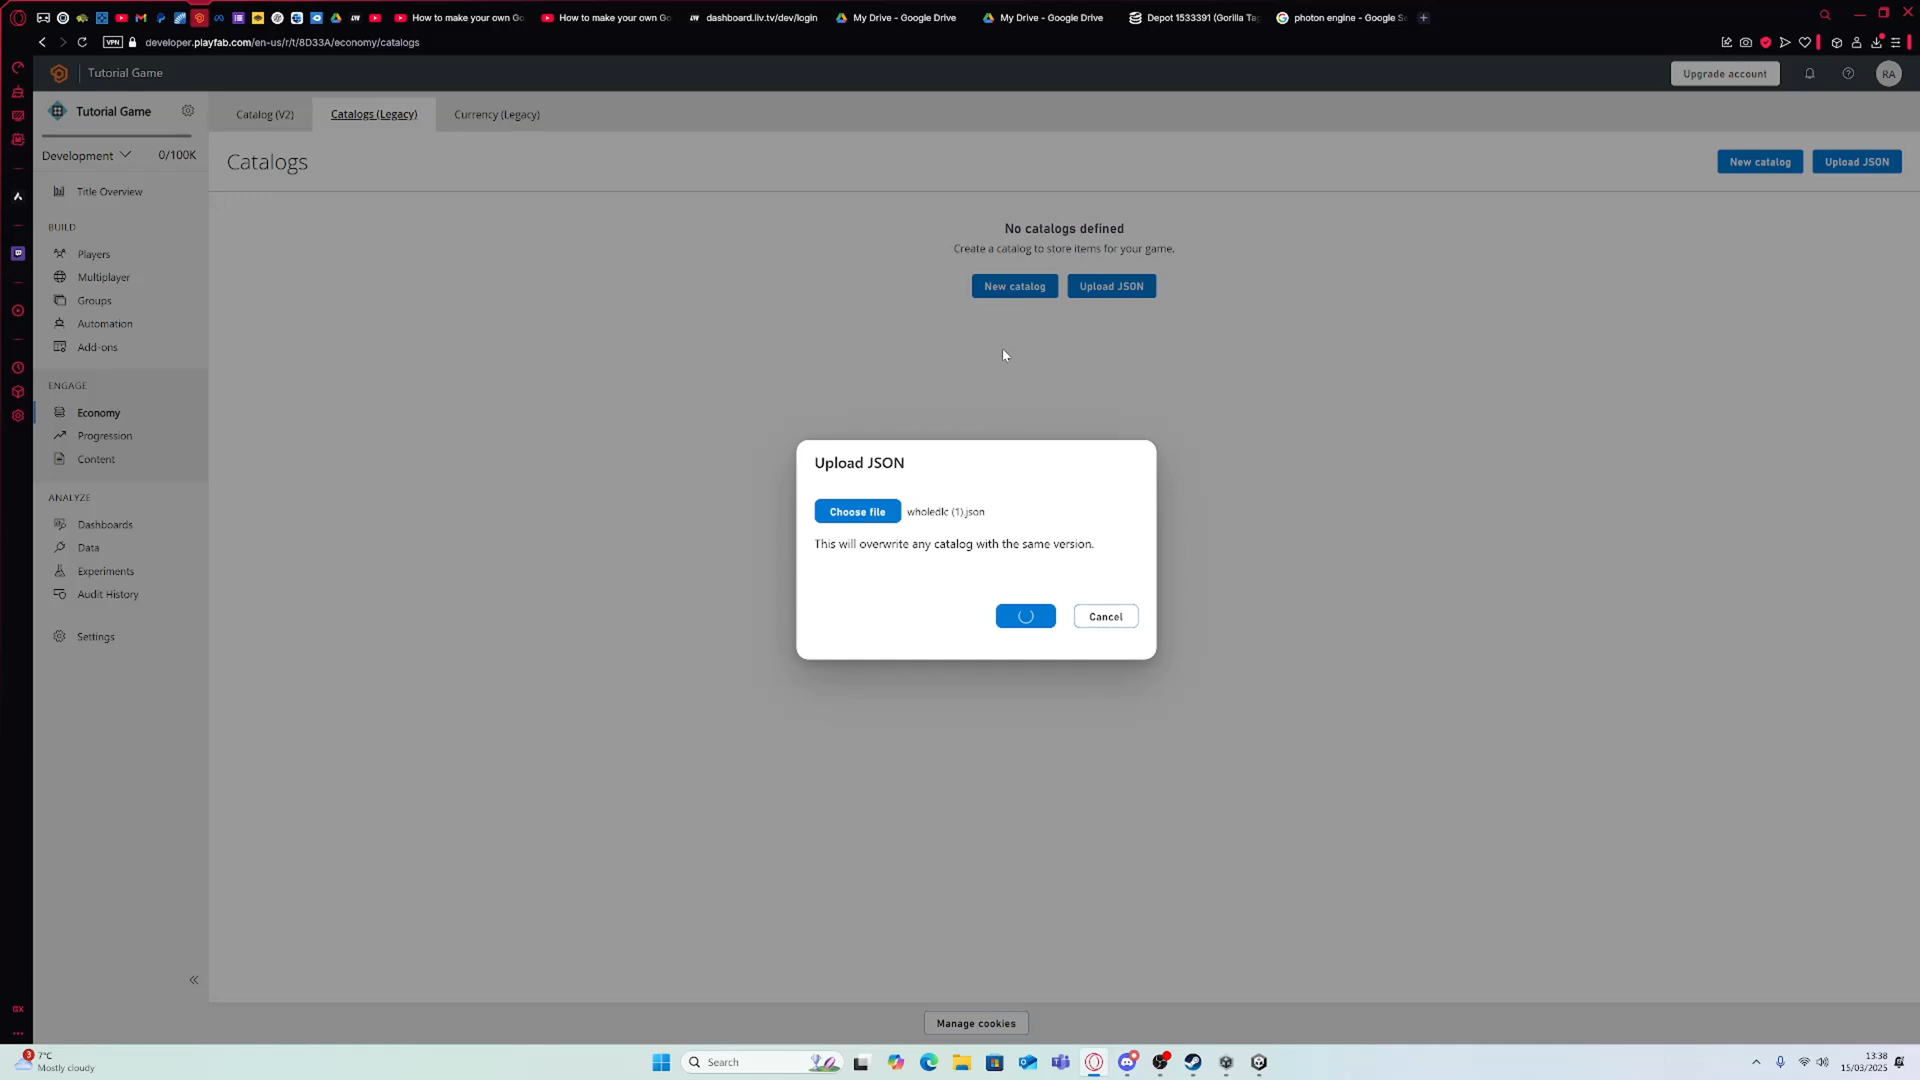 How to make your own Go
How to make your own Go
dashboard.liv.tv/dev/login
My Drive - Google Drive
My Drive - Google Drive
Depot 1533391 (Gorilla Tag
photon engine - Google Se
VPN
developer.playfab.com/en-us/r/t/8D33A/economy/catalogs
Tutorial Game
Upgrade account
RA
Tutorial Game
Catalog (V2)
Catalogs (Legacy)
Currency (Legacy)
Development
0/100K
Catalogs
New catalog
Upload JSON
Title Overview
BUILD
Players
Multiplayer
Groups
Automation
Add-ons
No catalogs defined
Create a catalog to store items for your game.
New catalog
Upload JSON
ENGAGE
Economy
Progression
Content
ANALYZE
Dashboards
Data
Experiments
Audit History
Settings
Upload JSON
Choose file
wholedlc (1).json
This will overwrite any catalog with the same version.
Cancel
GX
Manage cookies
3
7°C
Mostly cloudy
Search
13:38
15/03/2025